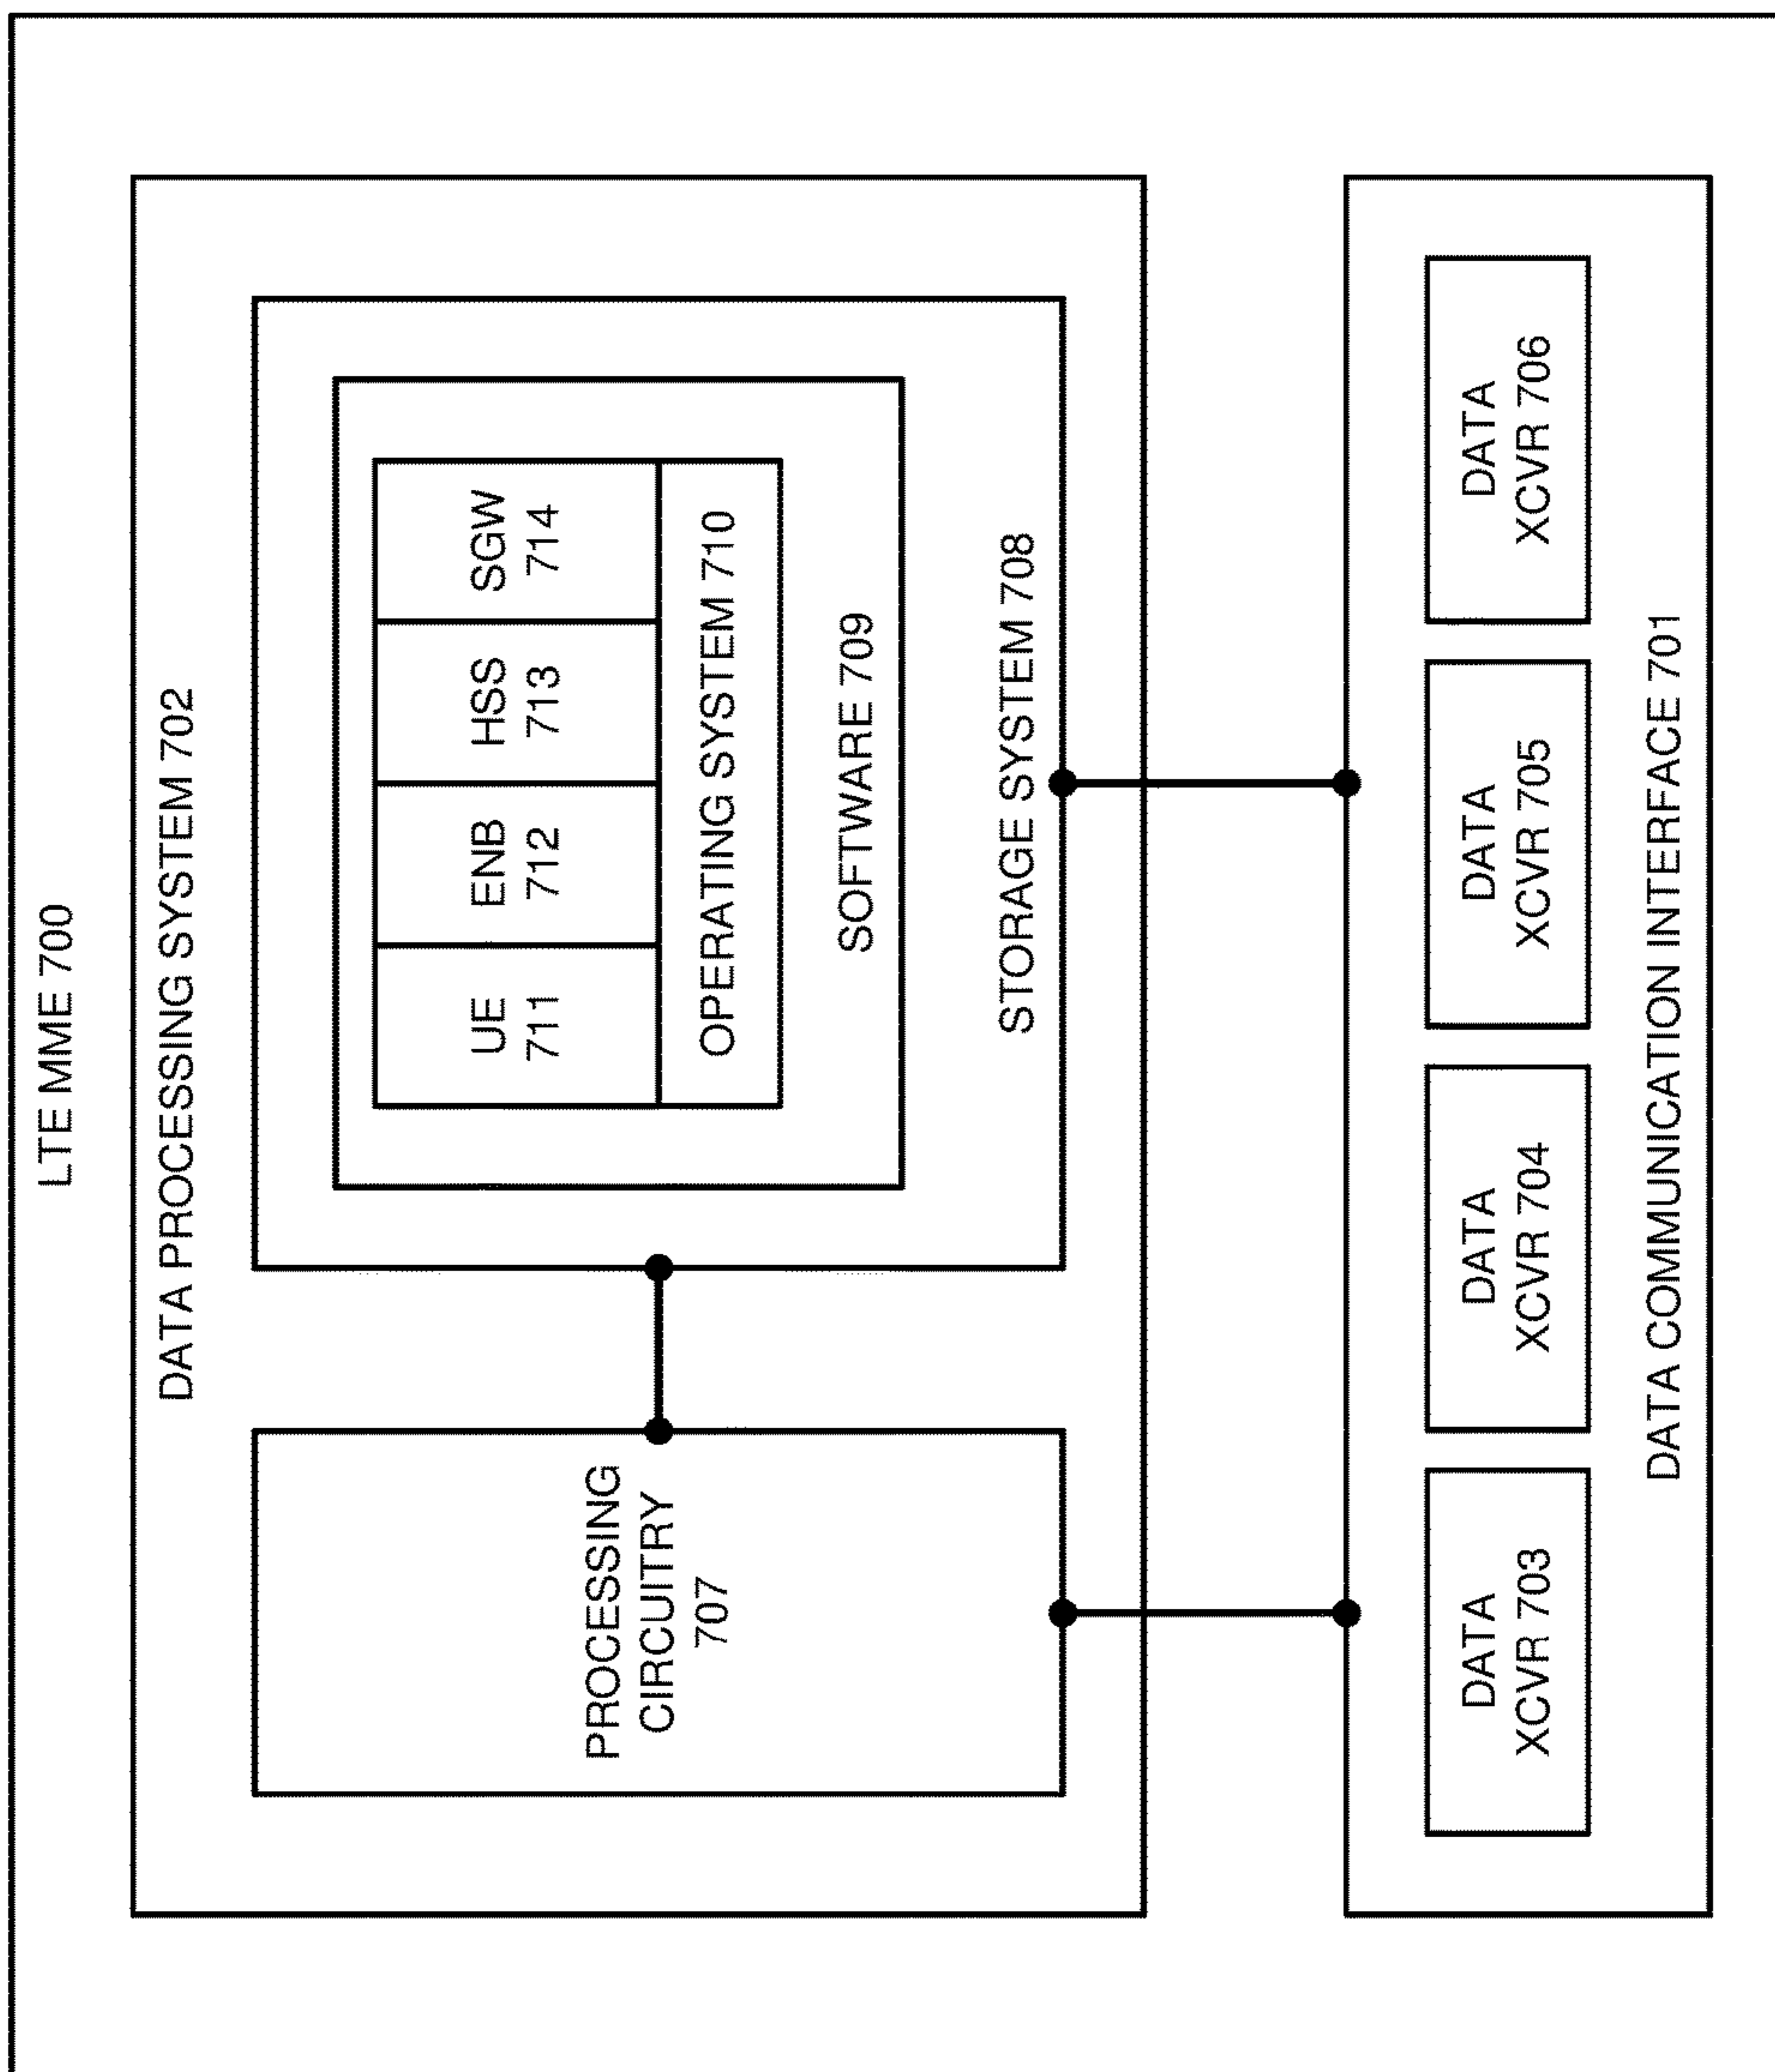 LTE MME 700
DATA PROCESSING SYSTEM 702
PROCESSING
CIRCUITRY
707
UE
711
ENB
712
HSS
713
SGW
714
OPERATING SYSTEM 710
SOFTWARE 709
STORAGE SYSTEM 708
DATA
XCVR 703
DATA
XCVR 704
DATA
XCVR 705
DATA
XCVR 706
DATA COMMUNICATION INTERFACE 701